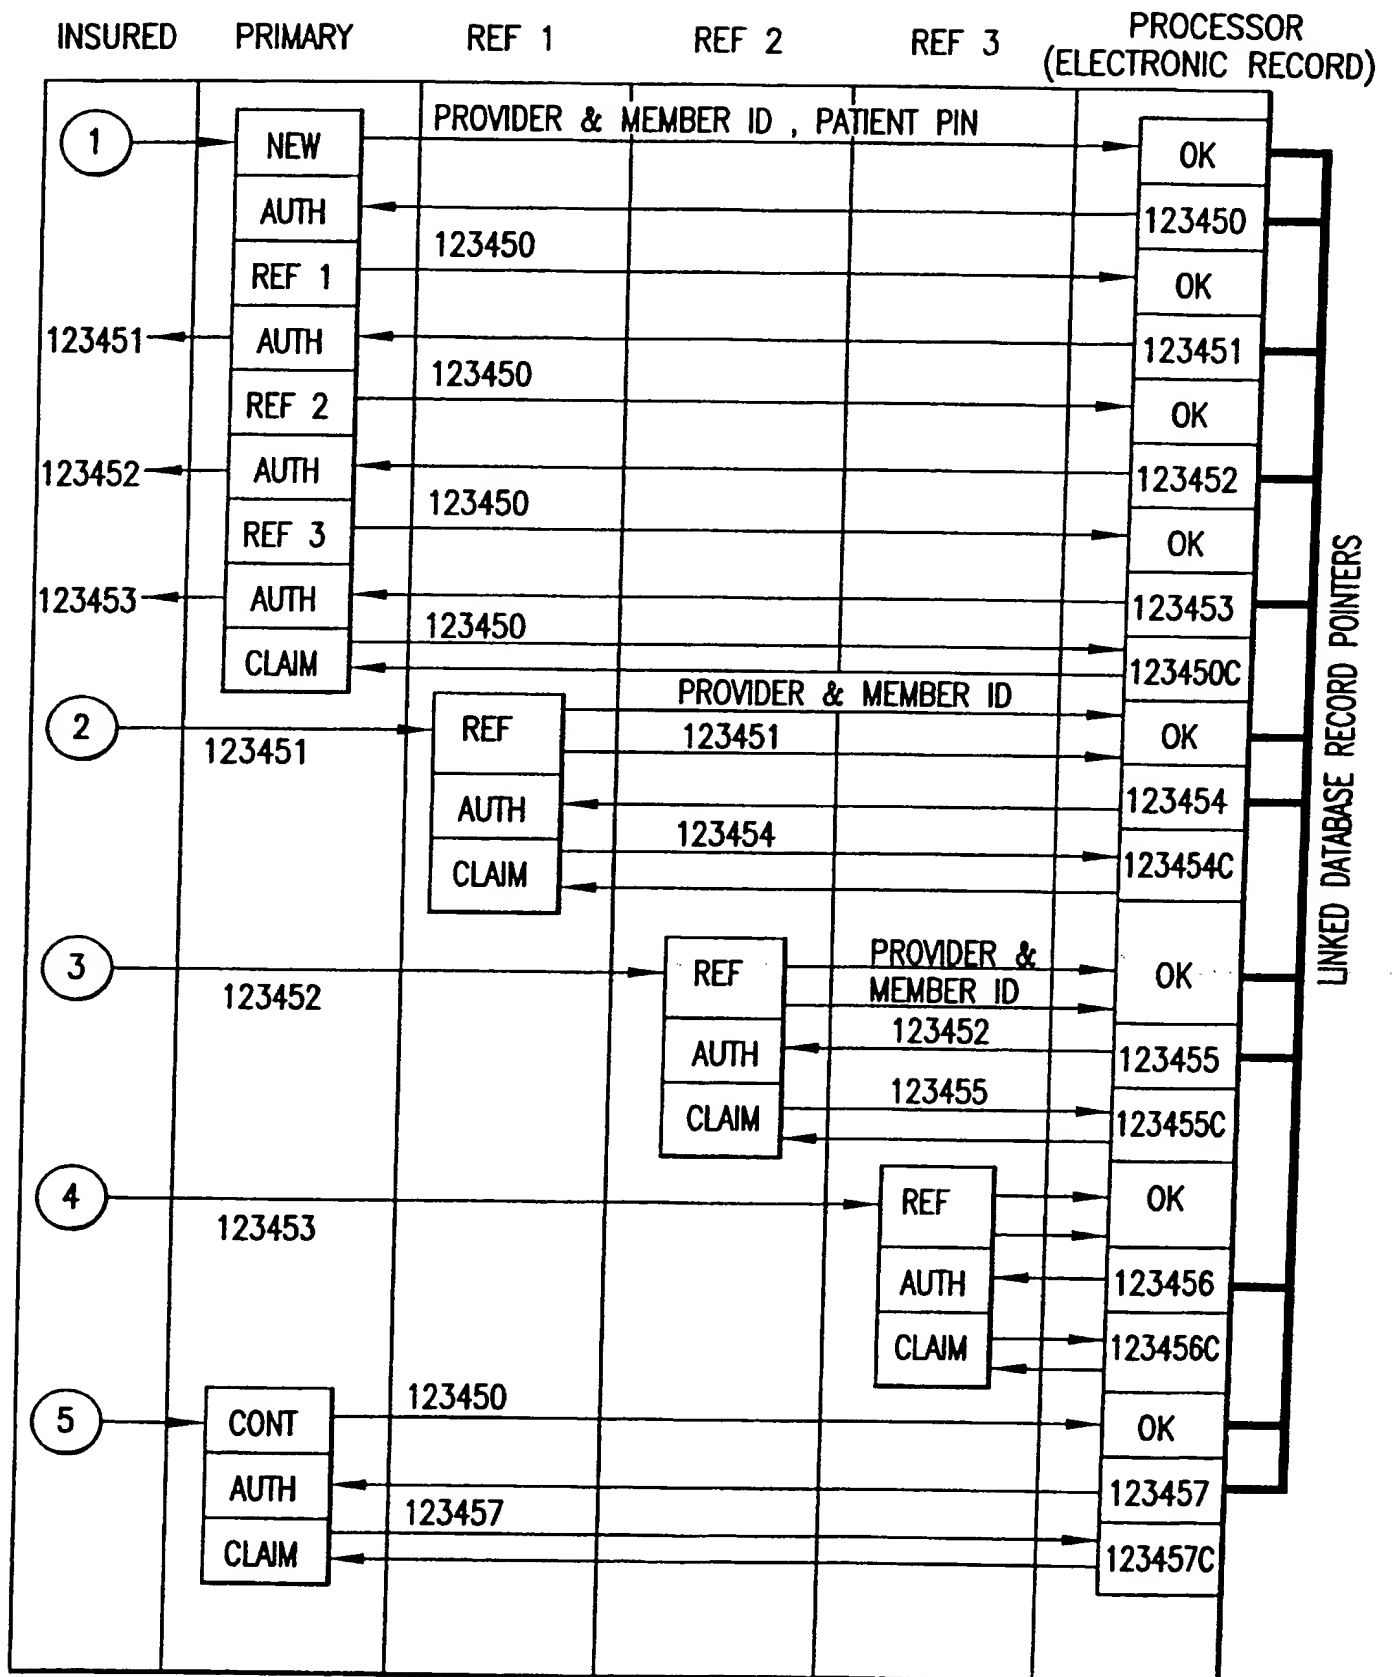 INSURED PRIMARY REF 1 REF 2 REF 3 PROCESSOR
(ELECTRONIC RECORD)
PROVIDER & MEMBER ID , PATIENT PIN
1 NEW OK
AUTH 123450
123450
REF 1 OK
123451 AUTH 123451
123450
REF 2 OK
123452 AUTH 123452
123450
REF 3 OK
123453 AUTH 123453
123450
CLAIM 123450C
PROVIDER & MEMBER ID
2 REF OK
123451 123451
AUTH 123454
123454
CLAIM 123454C
PROVIDER &
3 REF OK
123452 MEMBER ID
123452
AUTH 123455
123455
CLAIM 123455C
4 REF OK
123453
AUTH 123456
CLAIM 123456C
123450
5 CONT OK
AUTH 123457
123457
CLAIM 123457C
LINKED DATABASE RECORD POINTERS